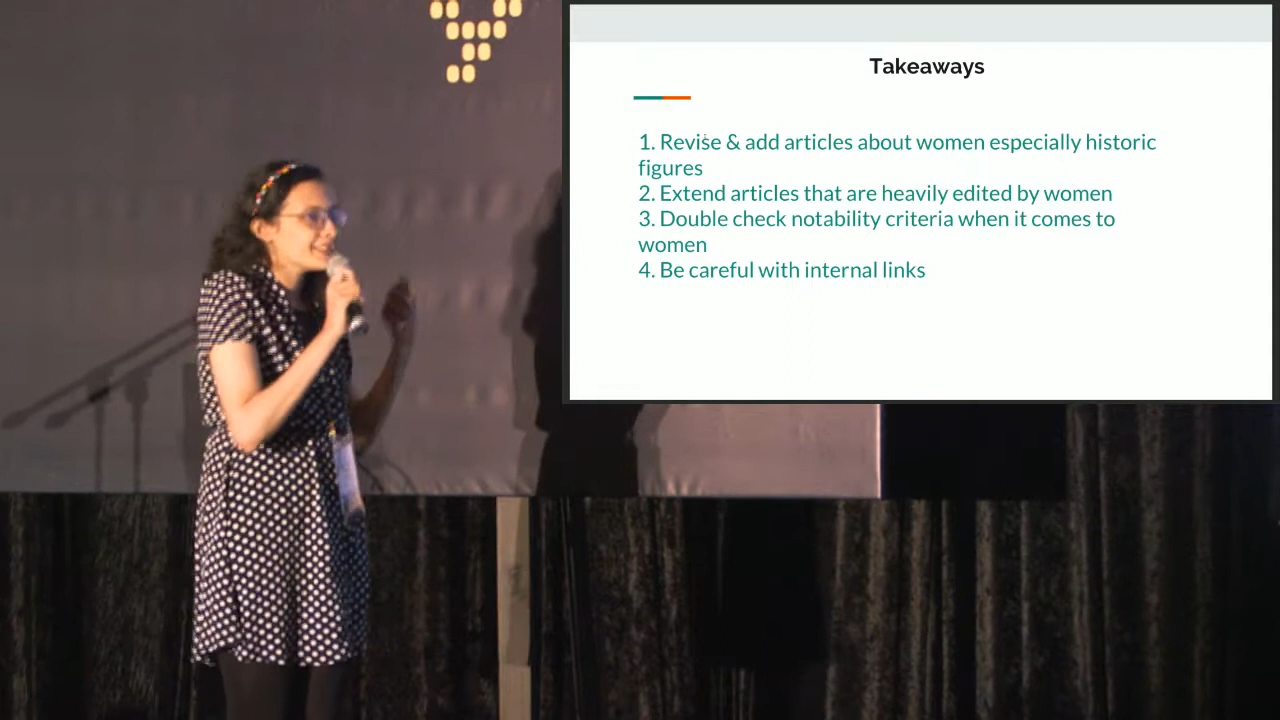 Takeaways
1. Revise & add articles about women especially historic
figures
2. Extend articles that are heavily edited by women
3. Double check notability criteria when it comes to
women
4. Be careful with internal links